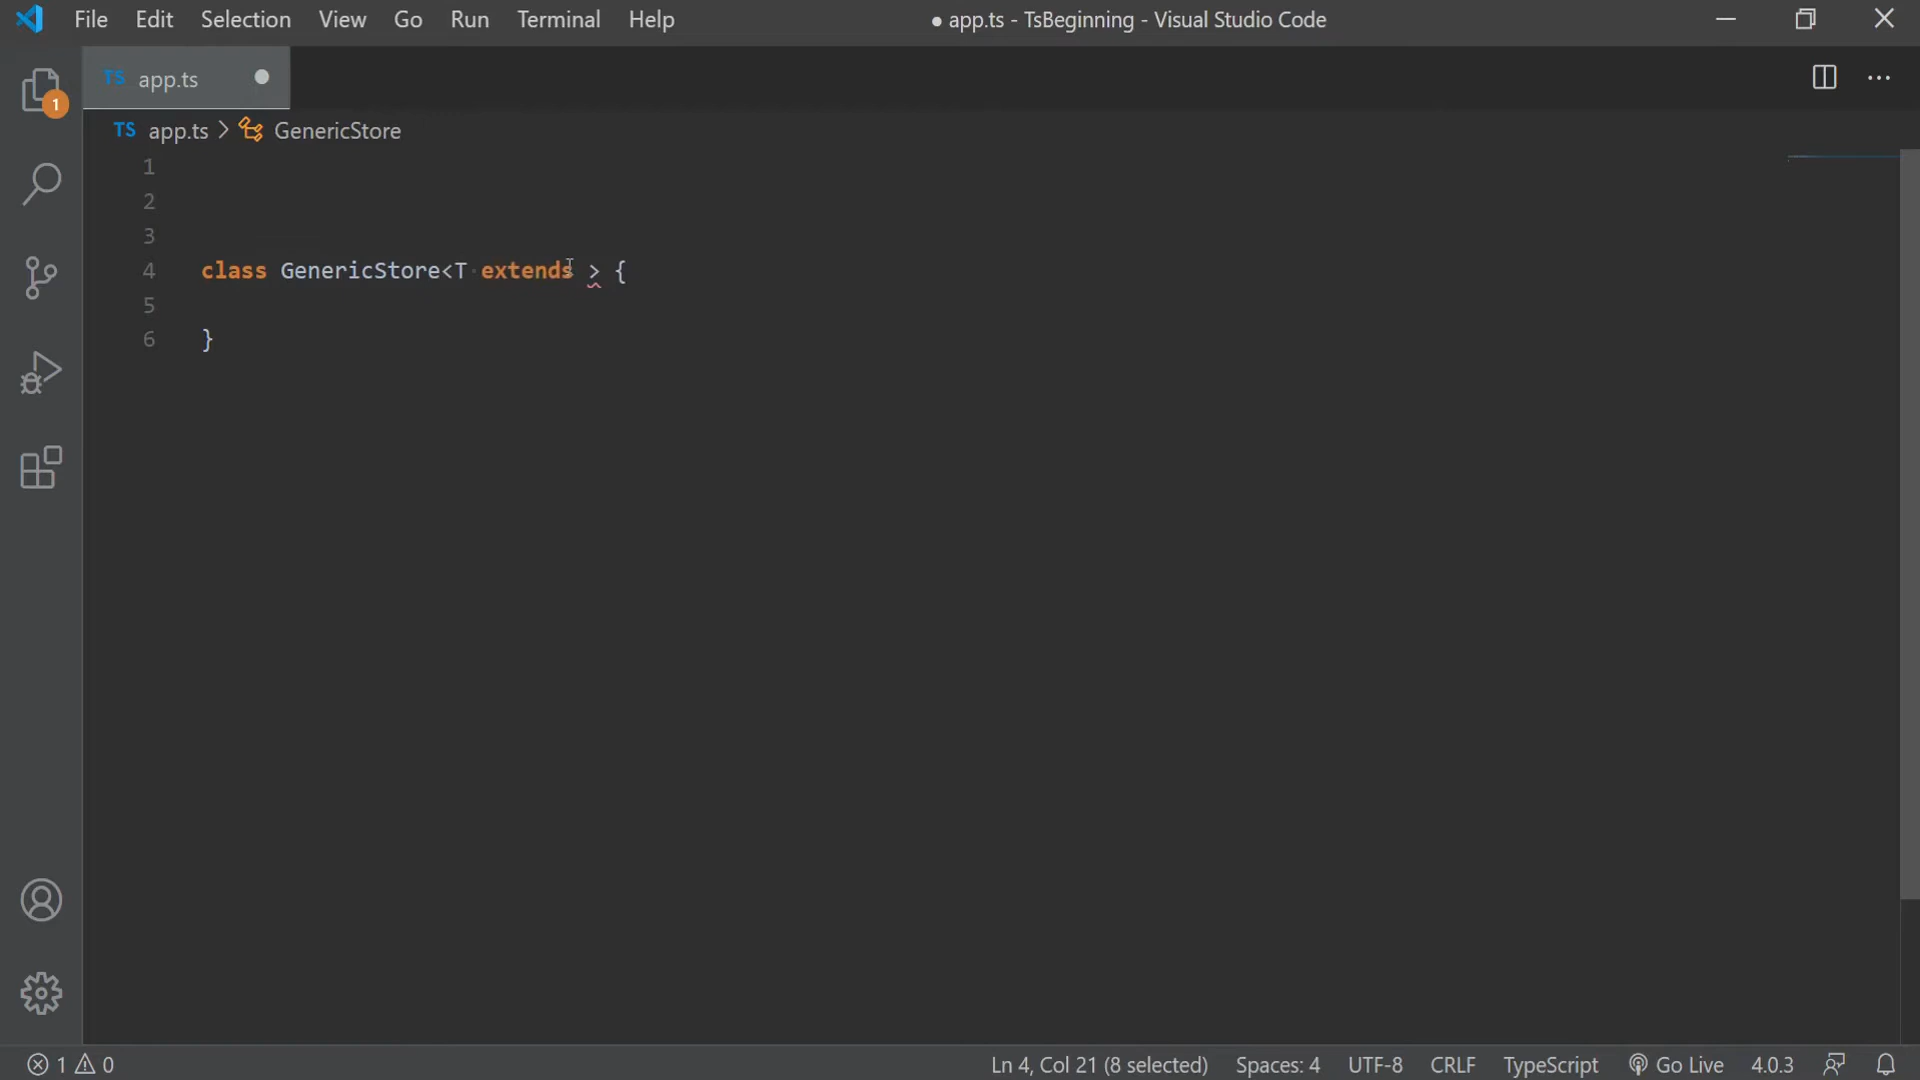 File Edit Selection View Go Run Terminal Help ● app.ts - TsBeginning - Visual Studio Code
TS app.ts
1
TS app.ts > GenericStore
1
2
3
4 class GenericStore<T extends > {
5
6 }
1 0 Ln 4, Col 21 (8 selected) Spaces: 4 UTF-8 CRLF TypeScript Go Live 4.0.3